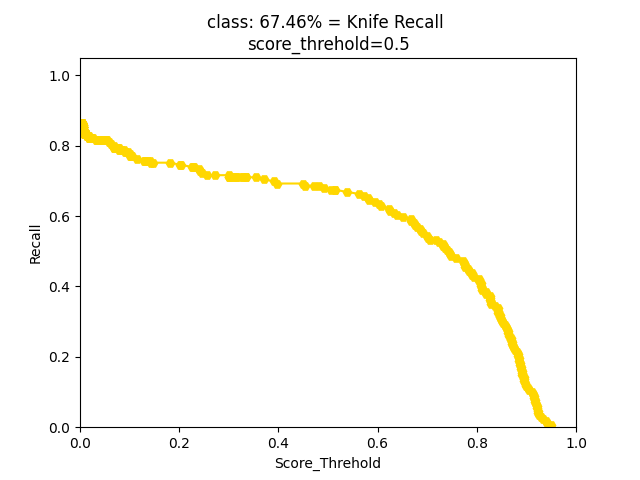 class: 67.46% = Knife Recall
score_threhold=0.5
1.0
0.8
0.6
0.4
0.2
0.0
Recall
0.0 0.2 0.4 0.6 0.8 1.0
Score_Threhold